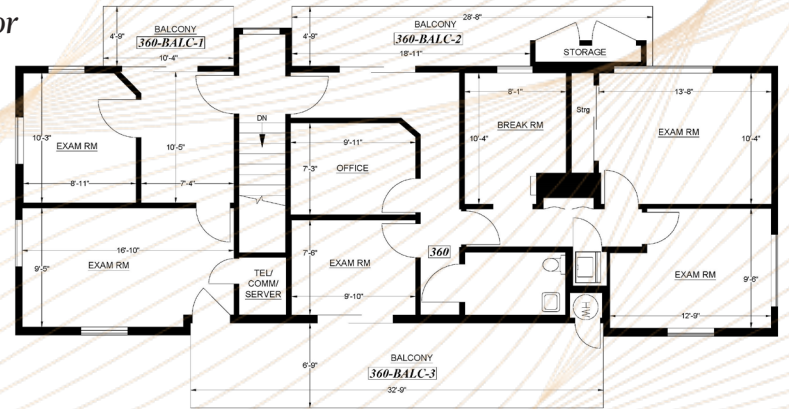 or
BALCONY
360-BALC-1
4'-9"
10'-4"
4'-9"
BALCONY
28'-8"
360-BALC-2
18'-11"
STORAGE
DN
10'-3"
EXAM RM
8'-11"
10'-5"
7'-4"
9'-11"
7'-3"
OFFICE
8'-1"
BREAK RM
10'-4"
Strg
13'-8"
EXAM RM
10'-4"
16'-10"
EXAM RM
9'-5"
TEL/
COMM/
SERVER
7'-6"
EXAM RM
9'-10"
360
HWH
EXAM RM
9'-6"
12'-9"
6'-9"
BALCONY
360-BALC-3
32'-9"